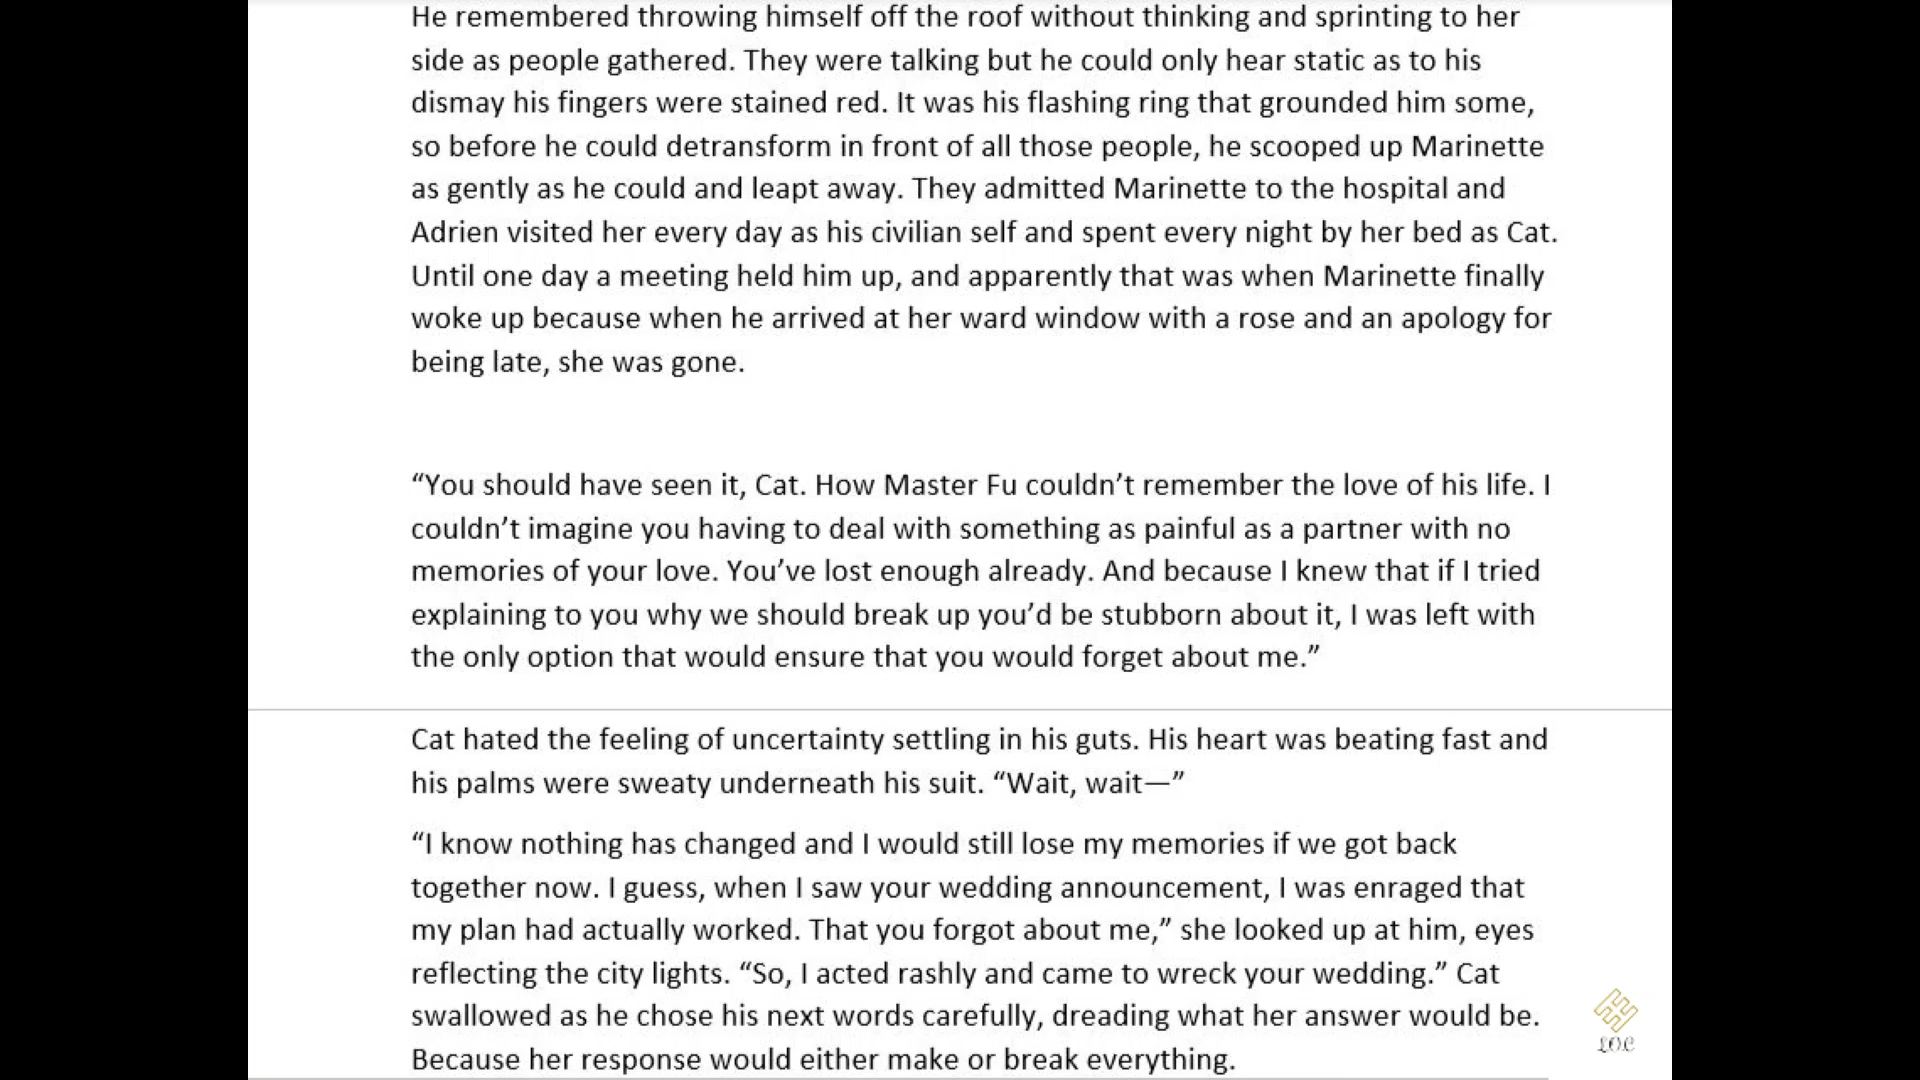 He remembered throwing himself off the roof without thinking and sprinting to her
side as people gathered. They were talking but he could only hear static as to his
dismay his fingers were stained red. It was his flashing ring that grounded him some,
so before he could detransform in front of all those people, he scooped up Marinette
as gently as he could and leapt away. They admitted Marinette to the hospital and
Adrien visited her every day as his civilian self and spent every night by her bed as Cat.
Until one day a meeting held him up, and apparently that was when Marinette finally
woke up because when he arrived at her ward window with a rose and an apology for
being late, she was gone.
“You should have seen it, Cat. How Master Fu couldn’t remember the love of his life. I
couldn’t imagine you having to deal with something as painful as a partner with no
memories of your love. You’ve lost enough already. And because I knew that if I tried
explaining to you why we should break up you’d be stubborn about it, I was left with
the only option that would ensure that you would forget about me.”
Cat hated the feeling of uncertainty settling in his guts. His heart was beating fast and
his palms were sweaty underneath his suit. “Wait, wait—”
“I know nothing has changed and I would still lose my memories if we got back
together now. I guess, when I saw your wedding announcement, I was enraged that
my plan had actually worked. That you forgot about me,” she looked up at him, eyes
reflecting the city lights. “So, I acted rashly and came to wreck your wedding.” Cat
swallowed as he chose his next words carefully, dreading what her answer would be.
Because her response would either make or break everything.
LOC